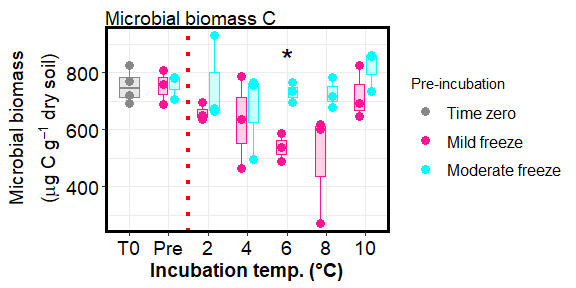 Microbial biomass C
Microbial biomass
(µg C g⁻¹ dry soil)
800
600
400
*
T0 Pre 2 4 6 8 10
Incubation temp. (°C)
Pre-incubation
Time zero
Mild freeze
Moderate freeze